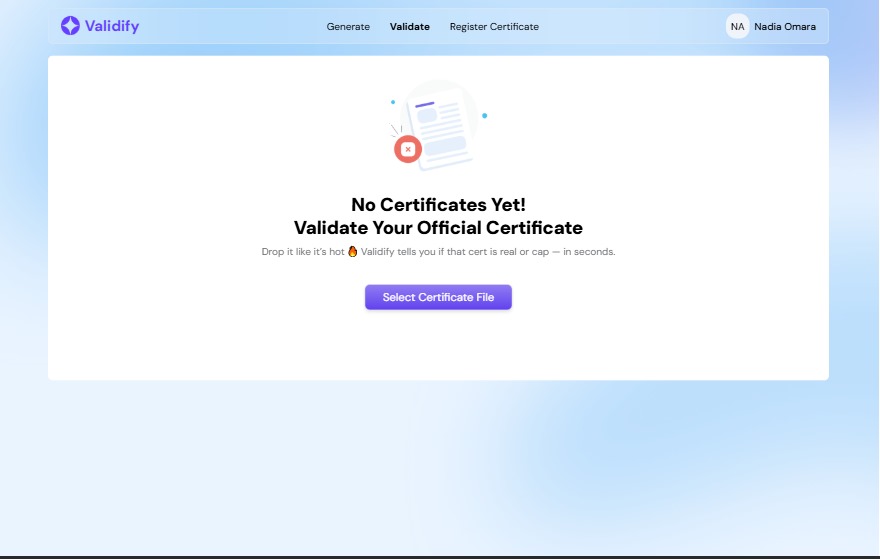 Validify
Generate
Validate
Register Certificate
NA
Nadia Omara
No Certificates Yet!
Validate Your Official Certificate
Drop it like it's hot 🔥 Validify tells you if that cert is real or cap — in seconds.
Select Certificate File